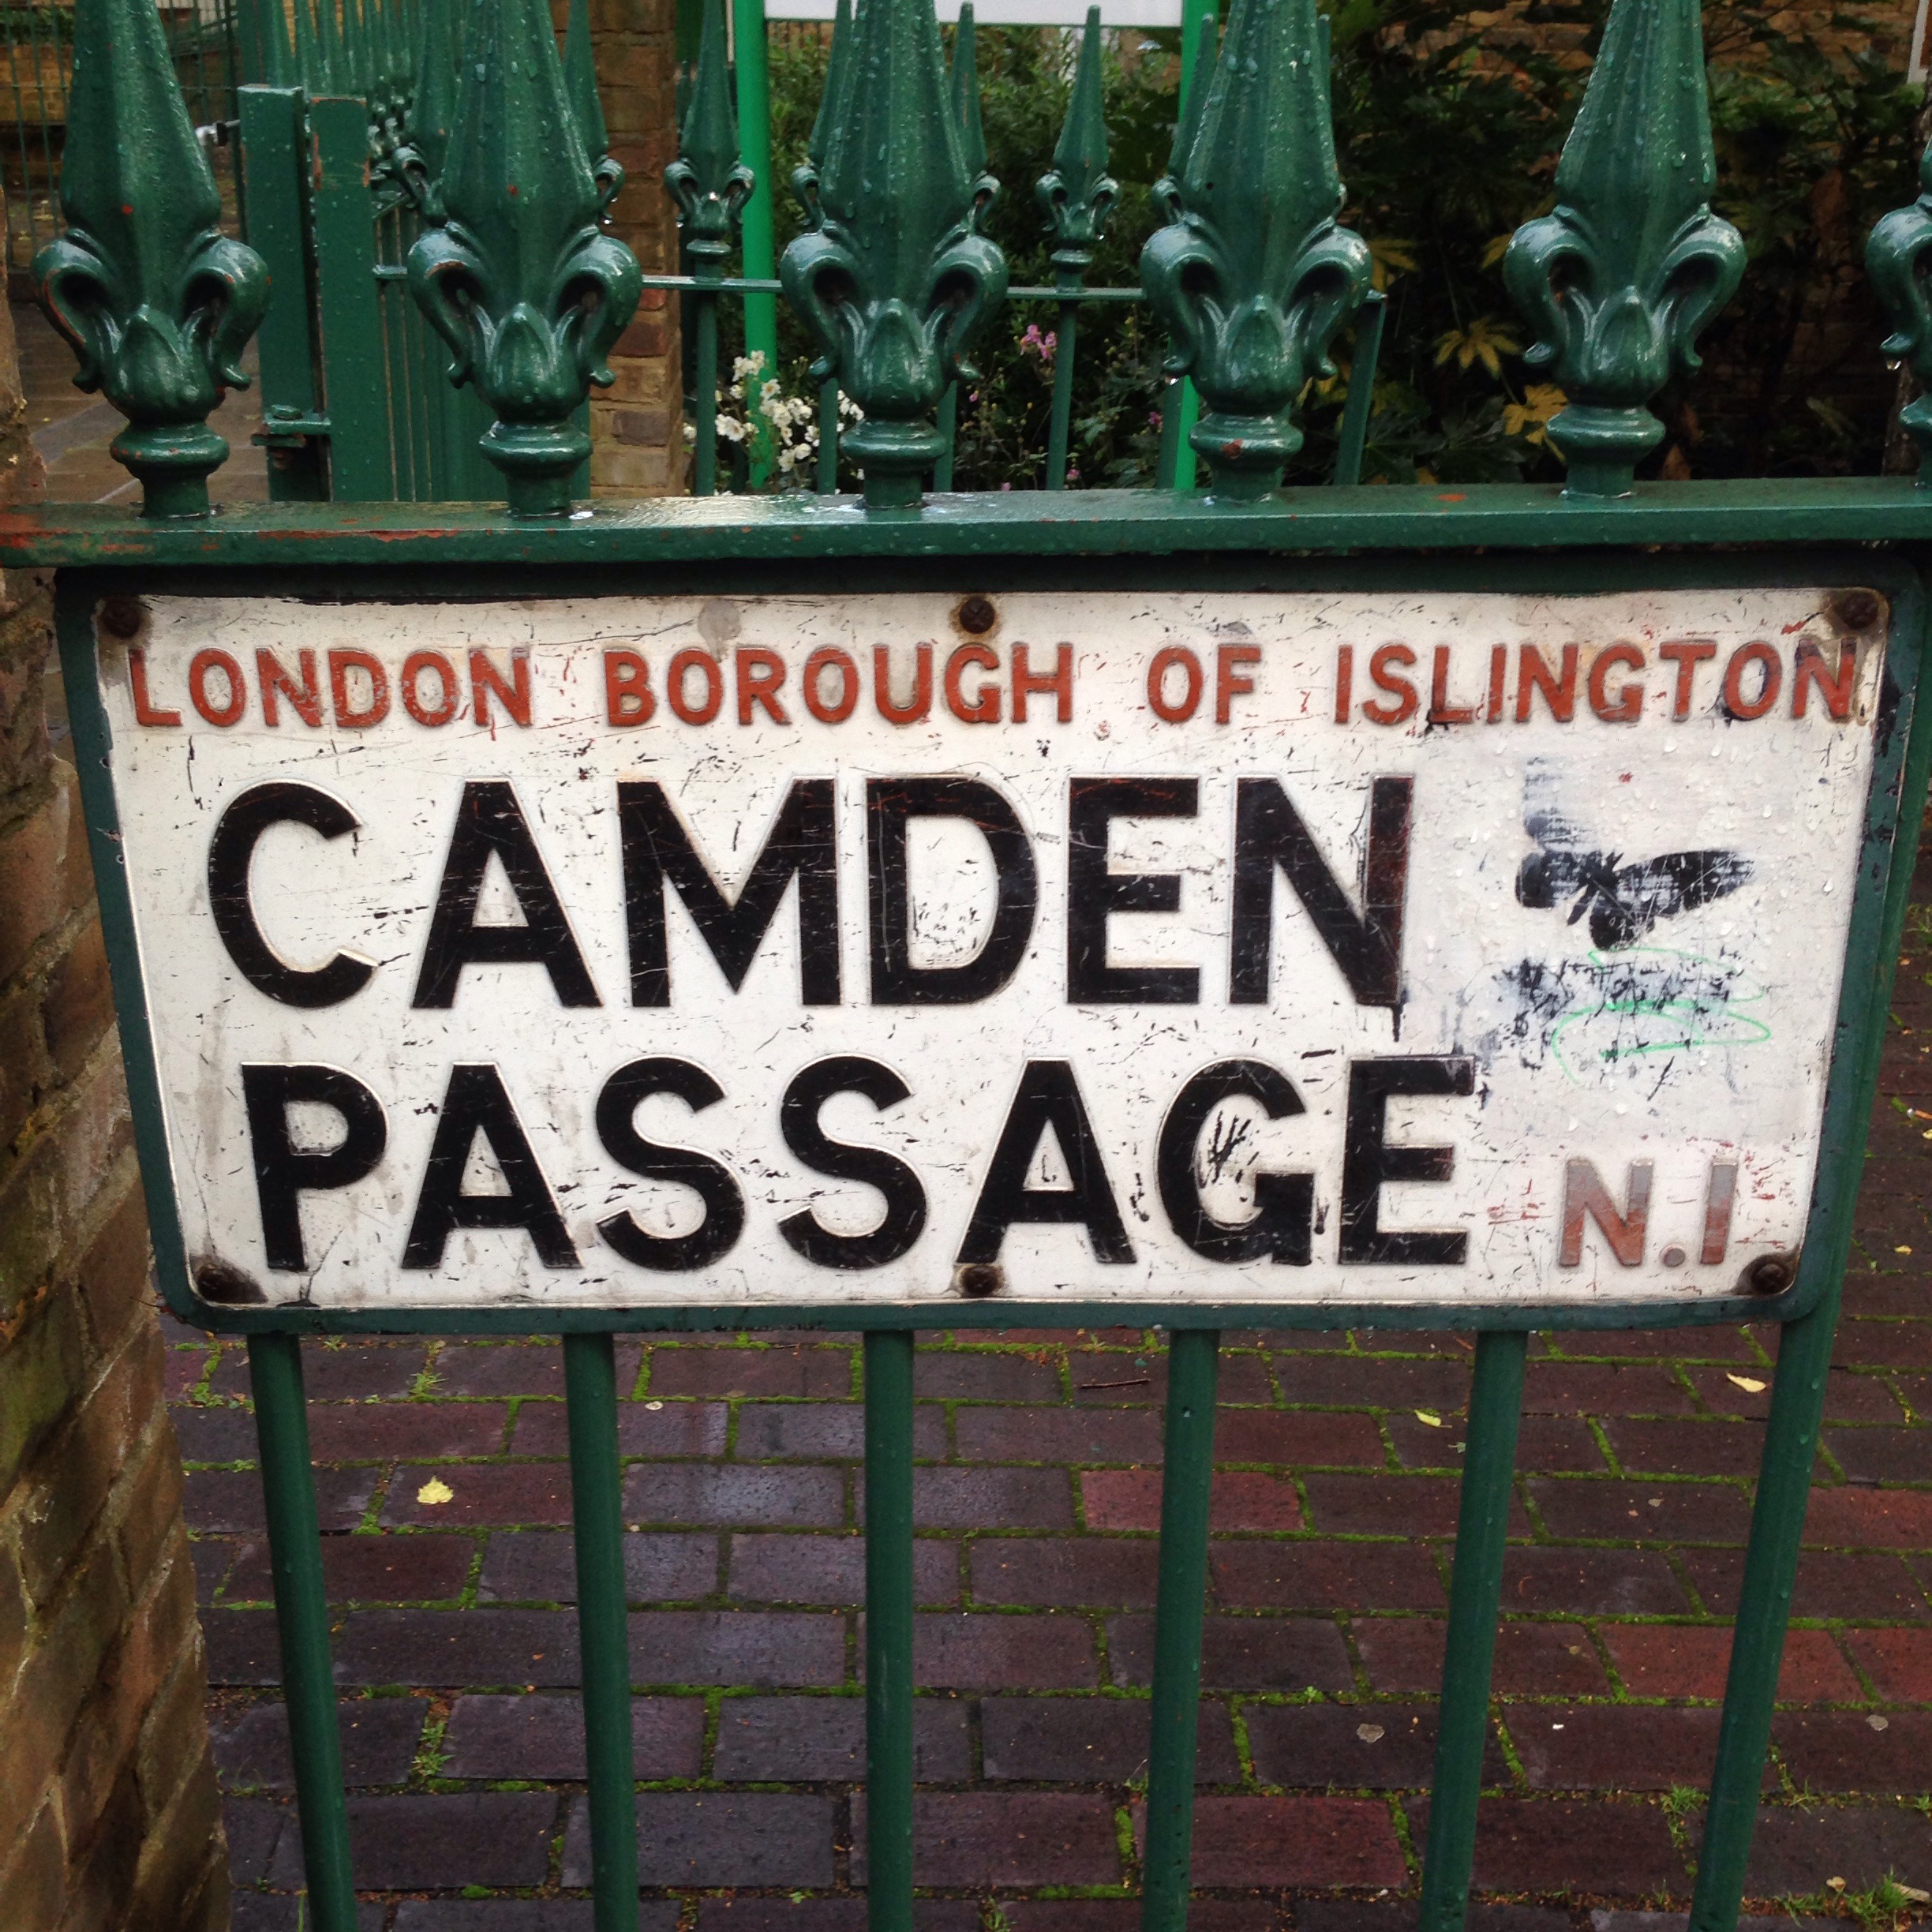 LONDON BOROUGH OF ISLINGTON
CAMDEN
PASSAGE N.1